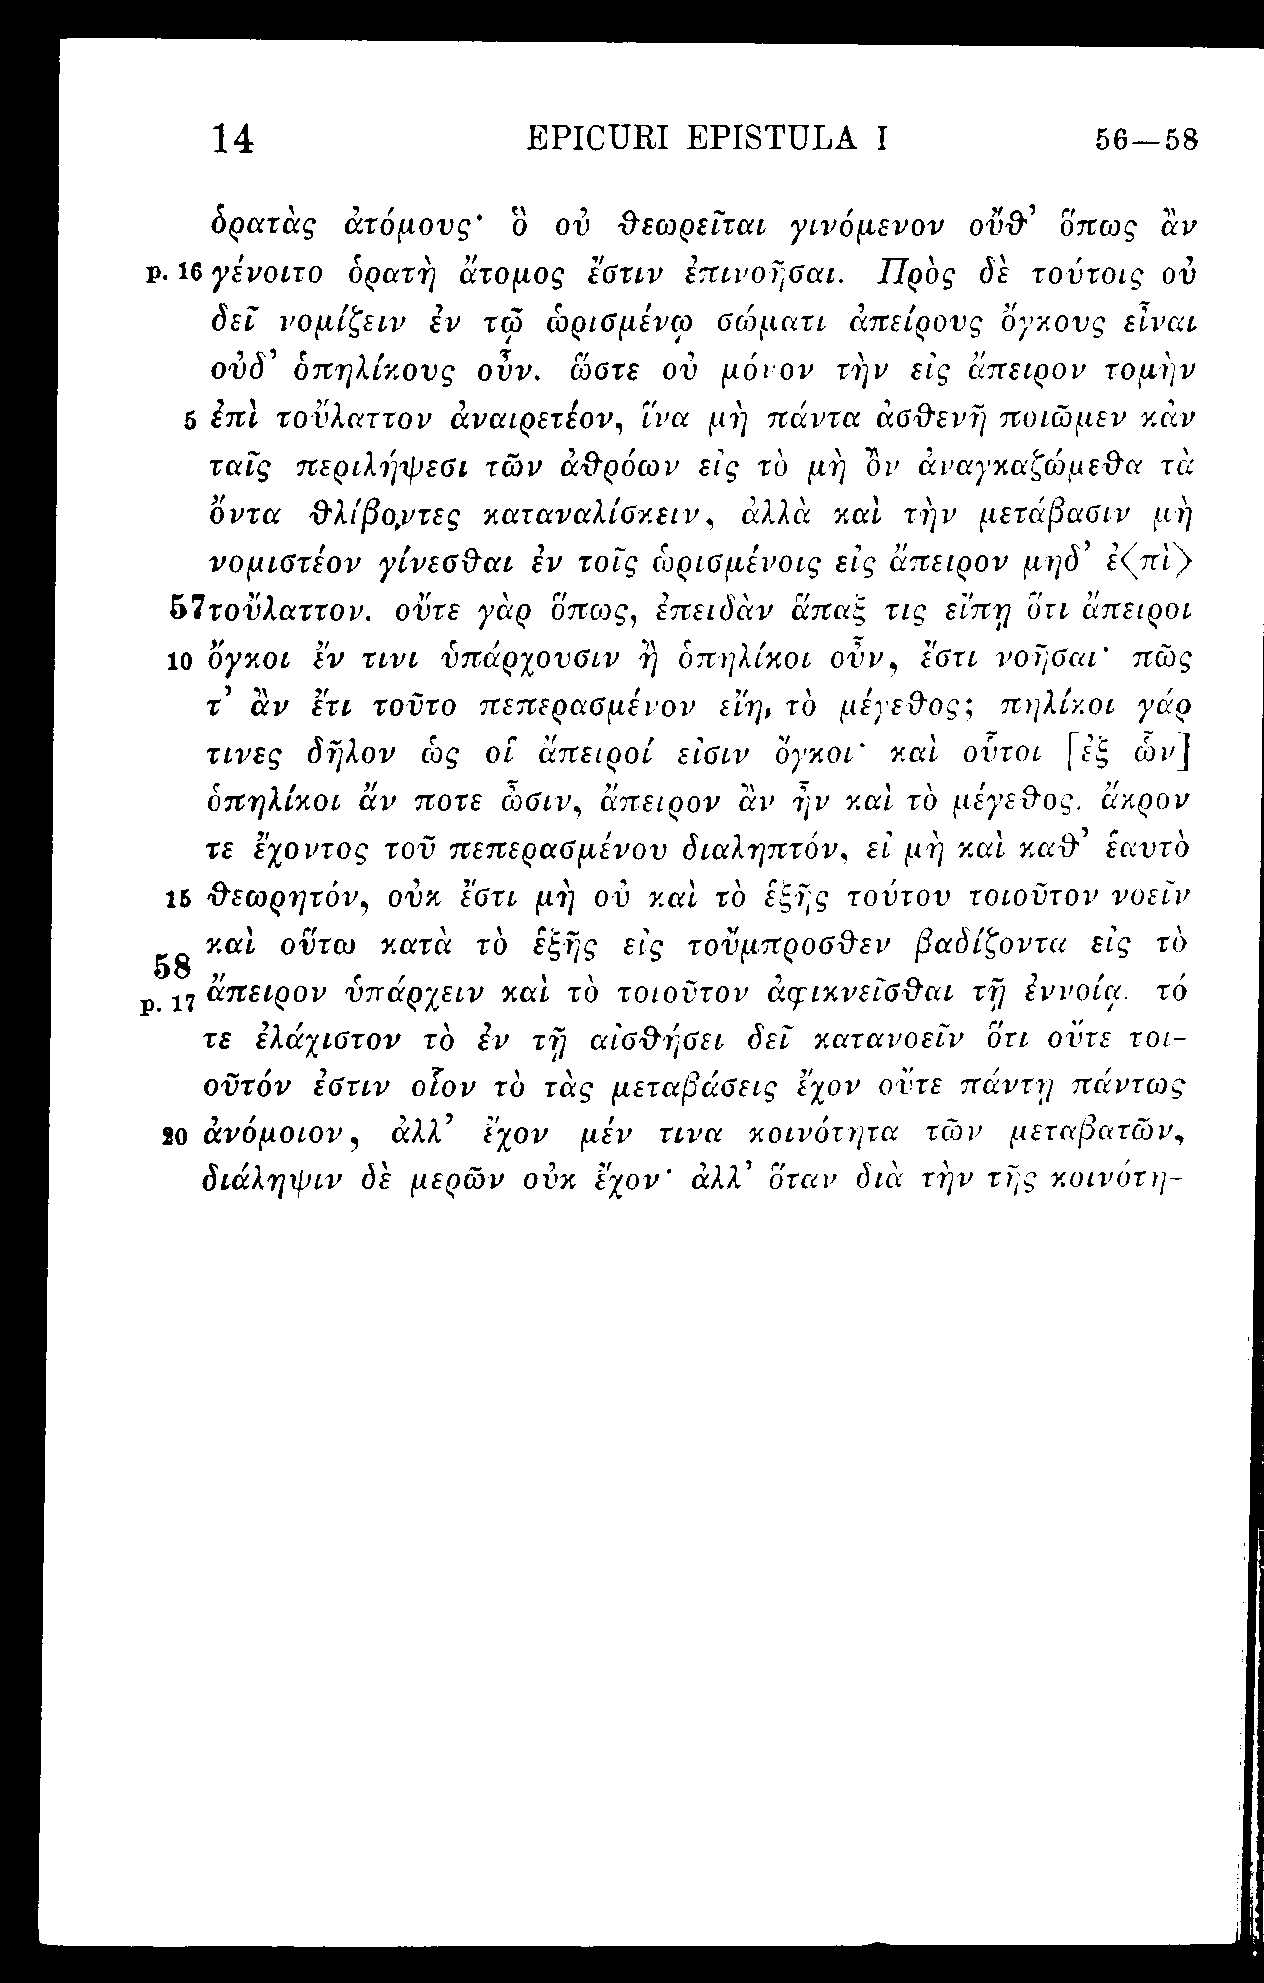 14 EPICURI EPISTULA I 56—58
ὁρατὰς ἀτόμους· ὃ οὐ θεωρεῖται γινόμενον οὔθ’ ὅπως ἂν
p. 16 γένοιτο ὁρατὴ ἄτομος ἔστιν ἐπινοῆσαι. Πρὸς δὲ τούτοις οὐ
δεῖ νομίζειν ἐν τῷ ὡρισμένῳ σώματι ἀπείρους ὄγκους εἶναι
οὐδ’ ὁπηλίκους οὖν. ὥστε οὐ μόνον τὴν εἰς ἄπειρον τομὴν
5 ἐπὶ τοὔλαττον ἀναιρετέον, ἵνα μὴ πάντα ἀσθενῆ ποιῶμεν κἀν
ταῖς περιλήψεσι τῶν ἀθρόων εἰς τὸ μὴ ὂν ἀναγκαζώμεθα τὰ
ὄντα θλίβοντες καταναλίσκειν, ἀλλὰ καὶ τὴν μετάβασιν μὴ
νομιστέον γίνεσθαι ἐν τοῖς ὡρισμένοις εἰς ἄπειρον μηδ’ ἐ⟨πὶ⟩
57 τοὔλαττον. οὔτε γὰρ ὅπως, ἐπειδὰν ἅπαξ τις εἴπῃ ὅτι ἄπειροι
10 ὄγκοι ἔν τινι ὑπάρχουσιν ἢ ὁπηλίκοι οὖν, ἔστι νοῆσαι· πῶς
τ’ ἂν ἔτι τοῦτο πεπερασμένον εἴη, τὸ μέγεθος; πηλίκοι γάρ
τινες δῆλον ὡς οἱ ἄπειροί εἰσιν ὄγκοι· καὶ οὗτοι [ἐξ ὧν]
ὁπηλίκοι ἄν ποτε ὦσιν, ἄπειρον ἂν ἦν καὶ τὸ μέγεθος. ἄκρον
τε ἔχοντος τοῦ πεπερασμένου διαληπτόν, εἰ μὴ καὶ καθ’ ἑαυτὸ
15 θεωρητόν, οὐκ ἔστι μὴ οὐ καὶ τὸ ἑξῆς τούτου τοιοῦτον νοεῖν
58 καὶ οὕτω κατὰ τὸ ἑξῆς εἰς τοὔμπροσθεν βαδίζοντα εἰς τὸ
p. 17 ἄπειρον ὑπάρχειν καὶ τὸ τοιοῦτον ἀφικνεῖσθαι τῇ ἐννοίᾳ. τό
τε ἐλάχιστον τὸ ἐν τῇ αἰσθήσει δεῖ κατανοεῖν ὅτι οὔτε τοι-
οῦτόν ἐστιν οἷον τὸ τὰς μεταβάσεις ἔχον οὔτε πάντῃ πάντως
20 ἀνόμοιον, ἀλλ’ ἔχον μέν τινα κοινότητα τῶν μεταβατῶν,
διάληψιν δὲ μερῶν οὐκ ἔχον· ἀλλ’ ὅταν διὰ τὴν τῆς κοινότη-